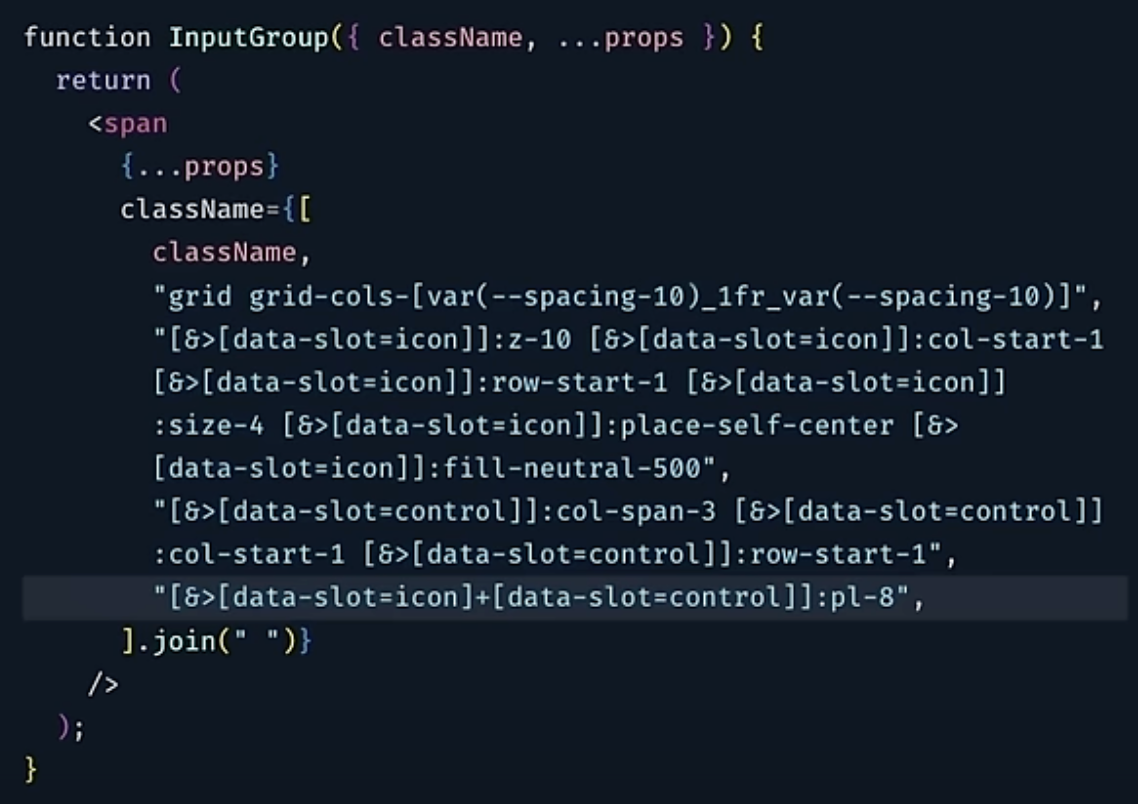 function InputGroup({ className, ...props }) {
return (
<span
{...props}
className={[
className,
"grid grid-cols-[var(--spacing-10)_1fr_var(--spacing-10)]",
"[&>[data-slot=icon]]:z-10 [&>[data-slot=icon]]:col-start-1
[&>[data-slot=icon]]:row-start-1 [&>[data-slot=icon]]
:size-4 [&>[data-slot=icon]]:place-self-center [&>
[data-slot=icon]]:fill-neutral-500",
"[&>[data-slot=control]]:col-span-3 [&>[data-slot=control]]
:col-start-1 [&>[data-slot=control]]:row-start-1",
"[&>[data-slot=icon]+[data-slot=control]]:pl-8",
].join(" ")}
/>
);
}